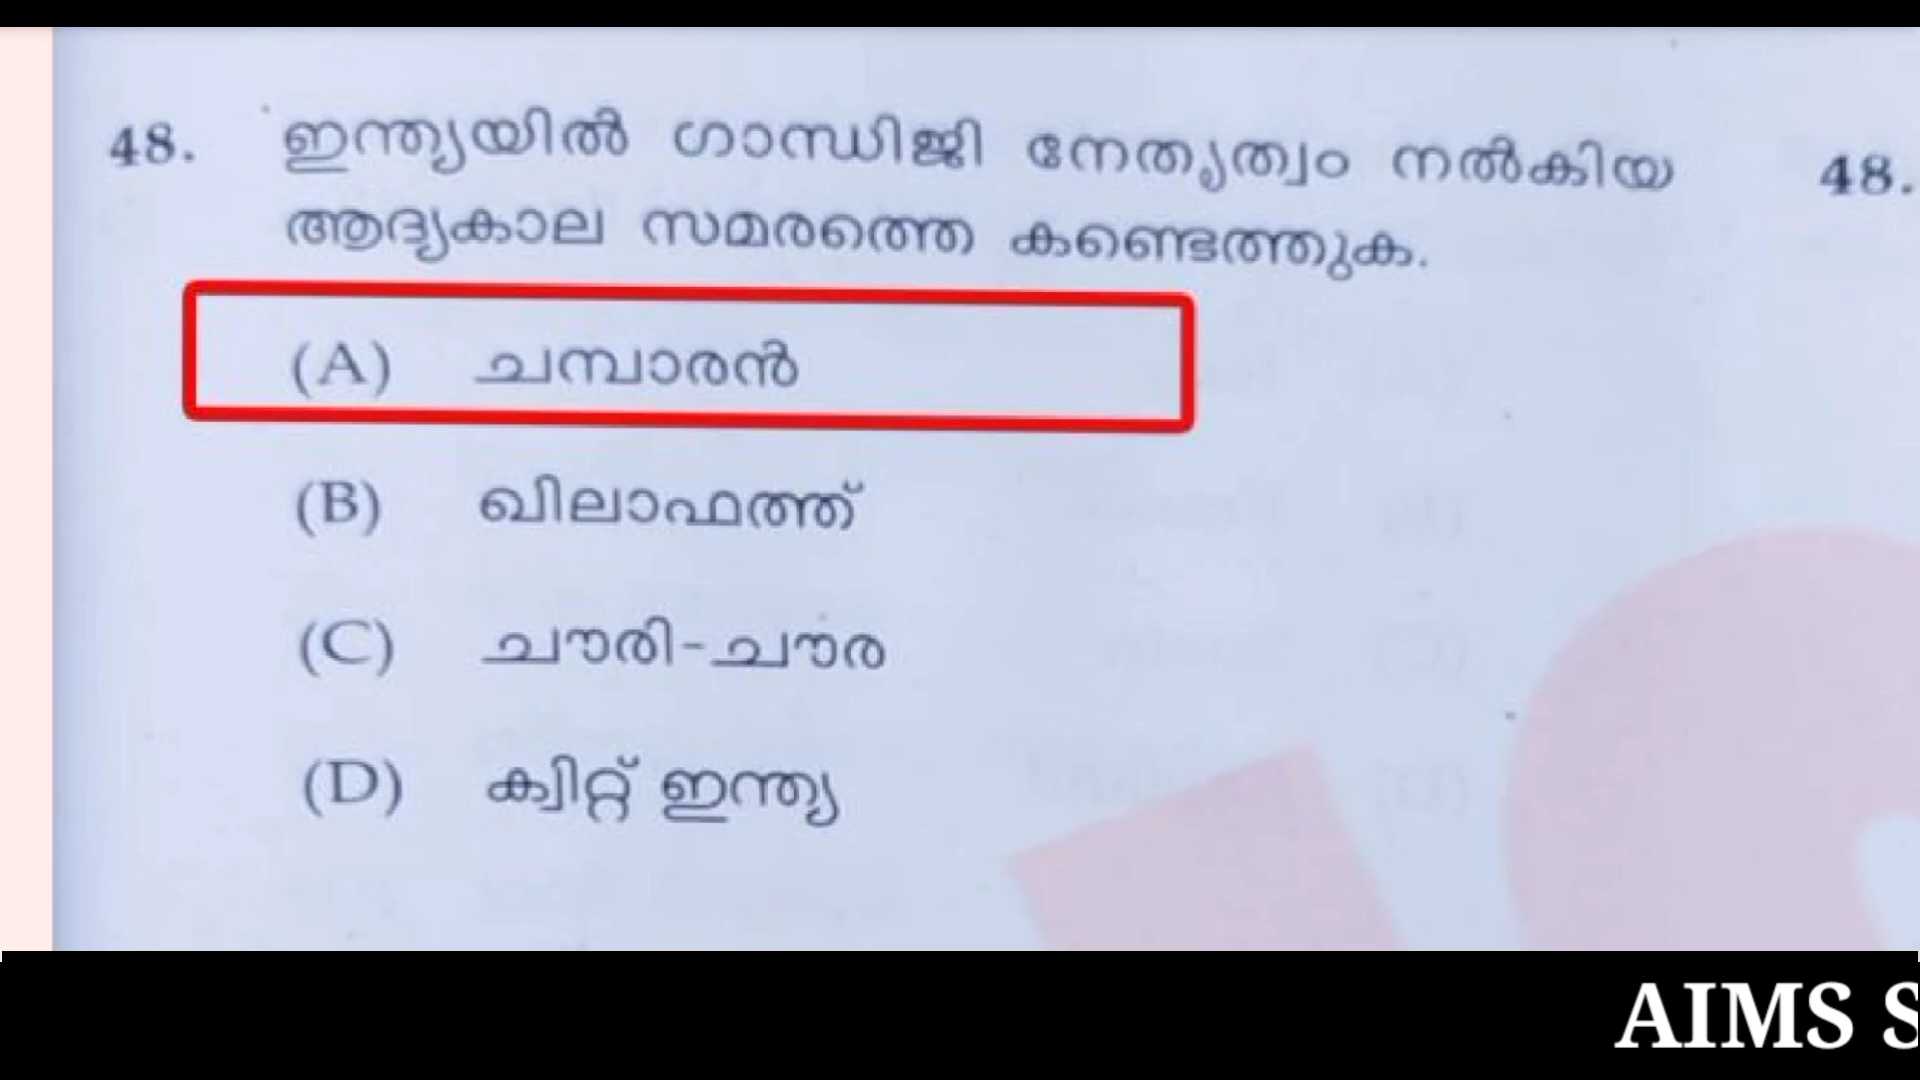 48. ഇന്ത്യയിൽ ഗാന്ധിജി നേതൃത്വം നൽകിയ
ആദ്യകാല സമരത്തെ കണ്ടെത്തുക.
(A) ചമ്പാരൻ
(B) ഖിലാഫത്ത്
(C) ചൗരി-ചൗര
(D) ക്വിറ്റ് ഇന്ത്യ
48.
AIMS S